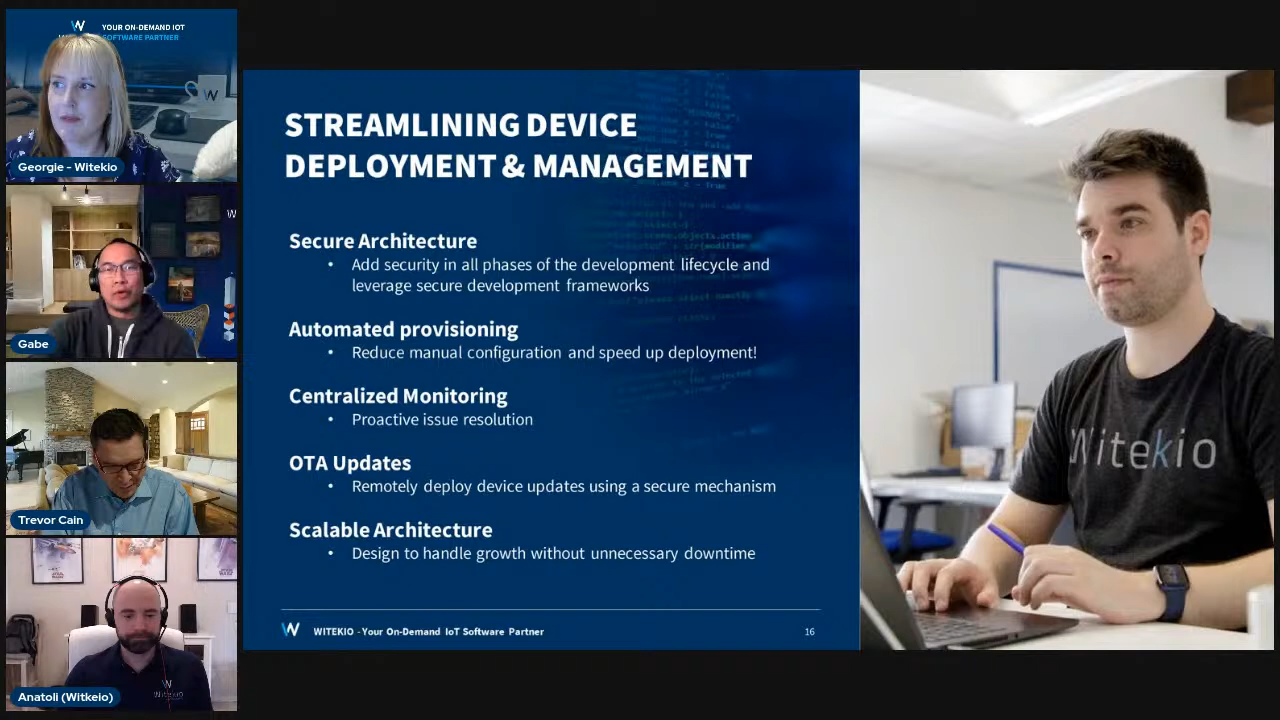 YOUR ON-DEMAND IOT
SOFTWARE PARTNER
W
Georgie - Witekio
W
Gabe
Trevor Cain
Witekio
Anatoli (Witkeio)
STREAMLINING DEVICE
DEPLOYMENT & MANAGEMENT
Secure Architecture
• Add security in all phases of the development lifecycle and
leverage secure development frameworks
Automated provisioning
• Reduce manual configuration and speed up deployment!
Centralized Monitoring
• Proactive issue resolution
OTA Updates
• Remotely deploy device updates using a secure mechanism
Scalable Architecture
• Design to handle growth without unnecessary downtime
W WITEKIO - Your On-Demand IoT Software Partner
16
Witekio